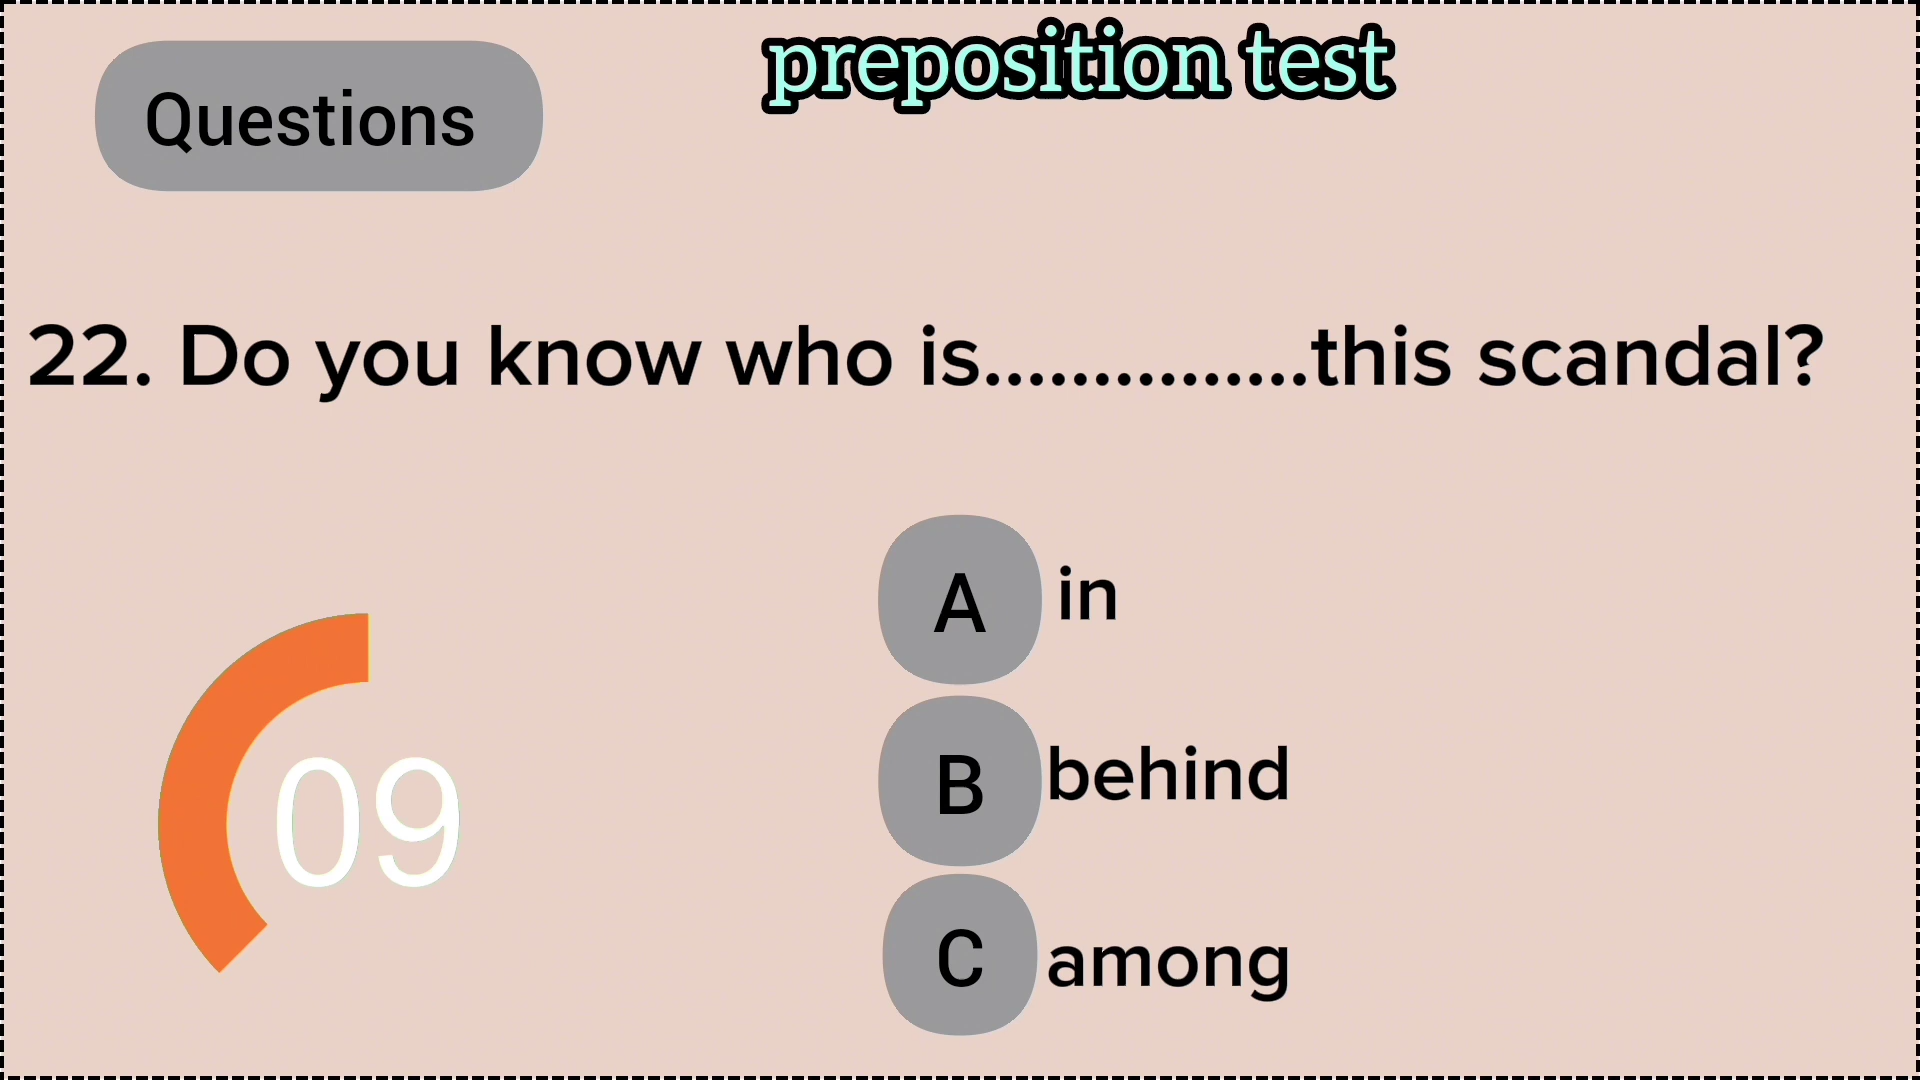 preposition test
Questions
22. Do you know who is...............this scandal?
A in
B behind
09
C among